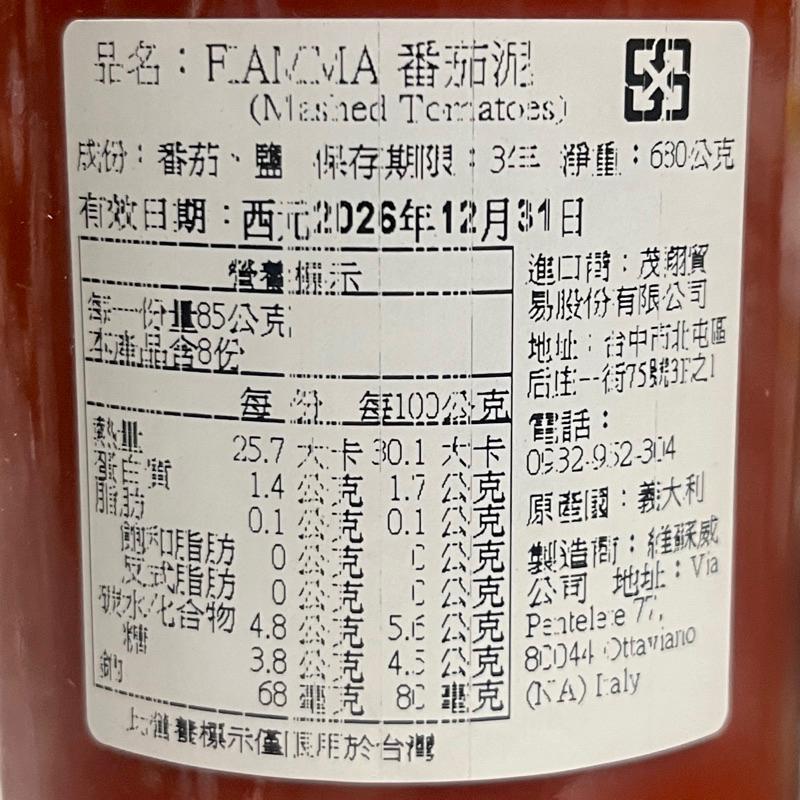 品名：FIAMMA 番茄泥
(Mashed Tomatoes)
成份：番茄、鹽 保存期限：3年 淨重：680公克
有效日期：西元2026年12月31日
營養標示
每一份量85公克
本產品含8份
每份 每100公克
熱量 25.7 大卡 30.1 大卡
蛋白質 1.4 公克 1.7 公克
脂肪 0.1 公克 0.1 公克
飽和脂肪 0 公克 0 公克
反式脂肪 0 公克 0 公克
碳水化合物 4.8 公克 5.6 公克
糖 3.8 公克 4.5 公克
鈉 68 毫克 80 毫克
上述營養標示僅適用於台灣
進口商：茂翔貿
易股份有限公司
地址：台中市北屯區
后庄一街75號3F之1
電話：
0932-952-304
原產國：義大利
製造商：維蘇威
公司 地址：Via
Pentelete 77,
80044 Ottaviano
(NA) Italy